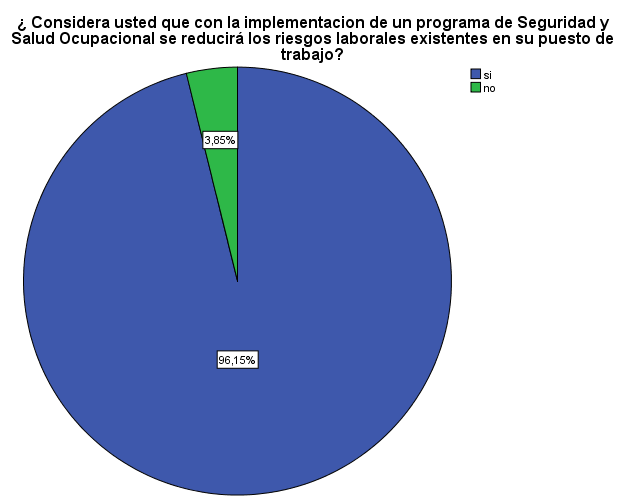 ¿ Considera usted que con la implementacion de un programa de Seguridad y
Salud Ocupacional se reducirá los riesgos laborales existentes en su puesto de
trabajo?
si
no
3,85%
96,15%